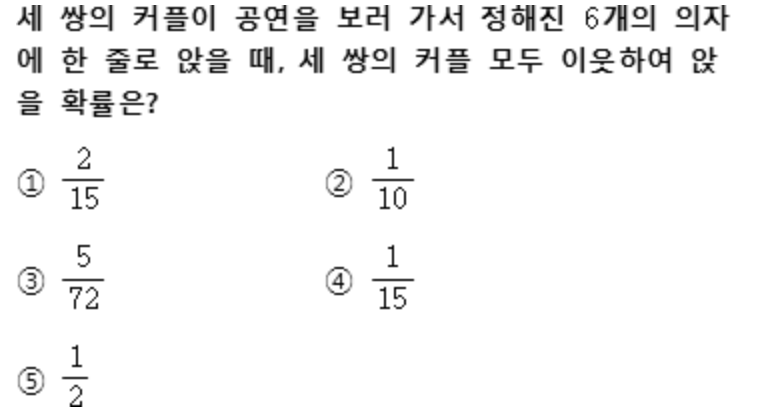 세 쌍의 커플이 공연을 보러 가서 정해진 6개의 의자
에 한 줄로 앉을 때, 세 쌍의 커플 모두 이웃하여 앉
을 확률은?
① 2/15 ② 1/10
③ 5/72 ④ 1/15
⑤ 1/2